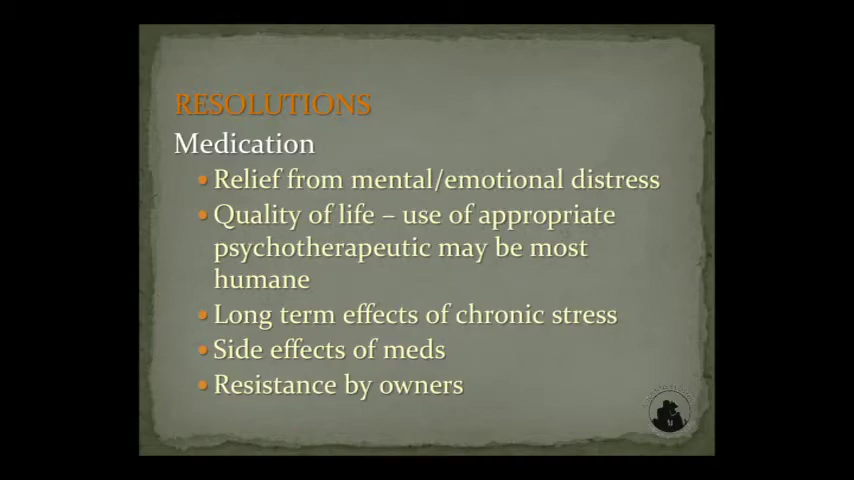 RESOLUTIONS
Medication
• Relief from mental/emotional distress
• Quality of life – use of appropriate
psychotherapeutic may be most
humane
• Long term effects of chronic stress
• Side effects of meds
• Resistance by owners